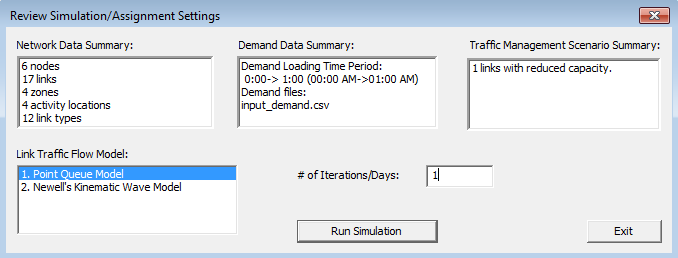 Review Simulation/Assignment Settings
Network Data Summary:
6 nodes
17 links
4 zones
4 activity locations
12 link types
Demand Data Summary:
Demand Loading Time Period:
0:00-> 1:00 (00 AM->01:00 AM)
Demand files:
input_demand.csv
Traffic Management Scenario Summary:
1 links with reduced capacity.
Link Traffic Flow Model:
1. Point Queue Model
2. Newell's Kinematic Wave Model
# of Iterations/Days:
1
Run Simulation
Exit